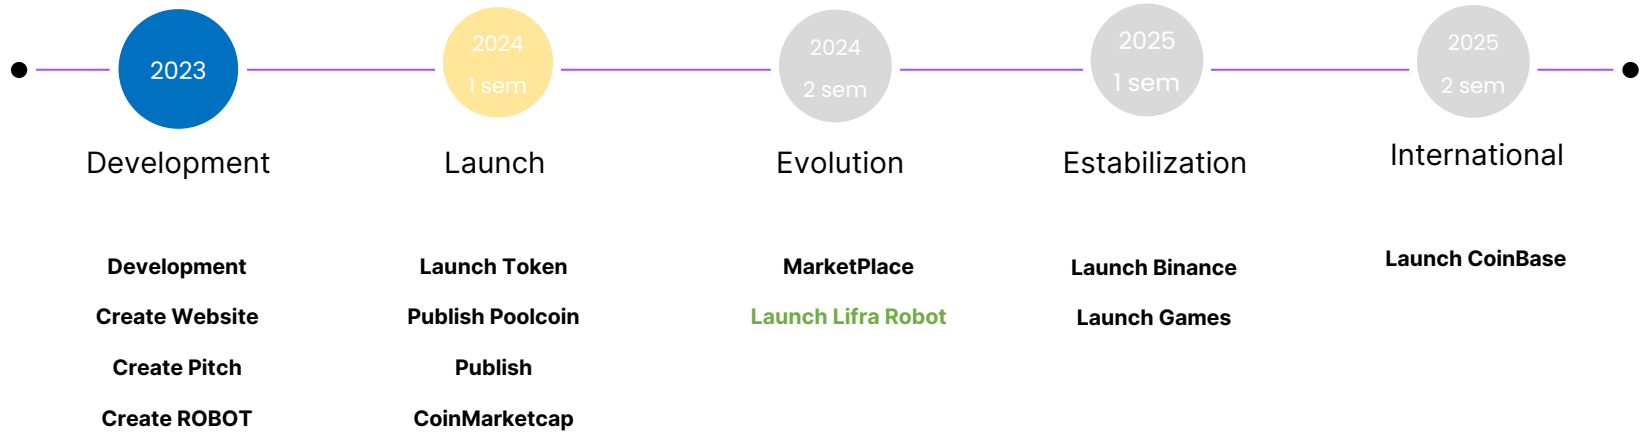 2023
2024
1 sem
2024
2 sem
2025
1 sem
2025
2 sem
Development
Launch
Evolution
Estabilization
International
Development
Create Website
Create Pitch
Create ROBOT
Launch Token
Publish Poolcoin
Publish
CoinMarketcap
MarketPlace
Launch Lifra Robot
Launch Binance
Launch Games
Launch CoinBase